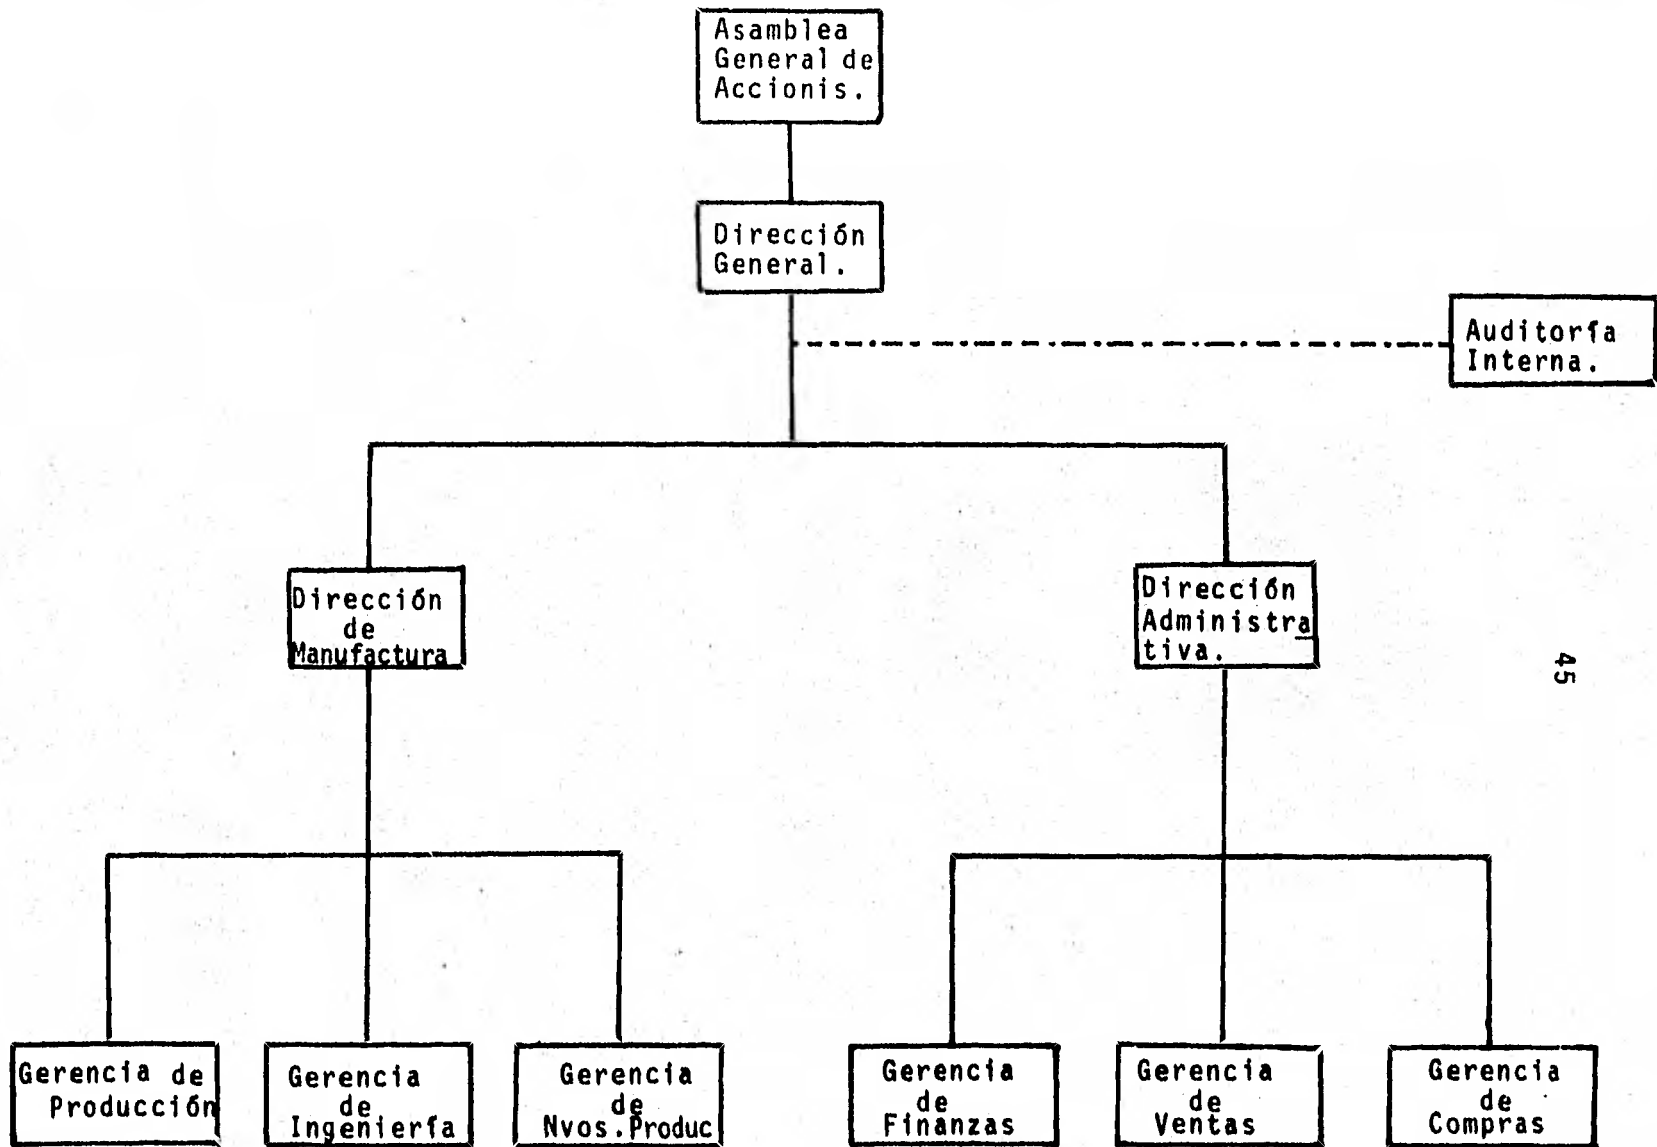 Asamblea
General de
Accionis.
Dirección
General.
Auditoría
Interna.
Dirección
de
Manufactura
Dirección
Administra
tiva.
45
Gerencia de
Producción
Gerencia
de
Ingeniería
Gerencia
de
Nvos.Produc
Gerencia
de
Finanzas
Gerencia
de
Ventas
Gerencia
de
Compras